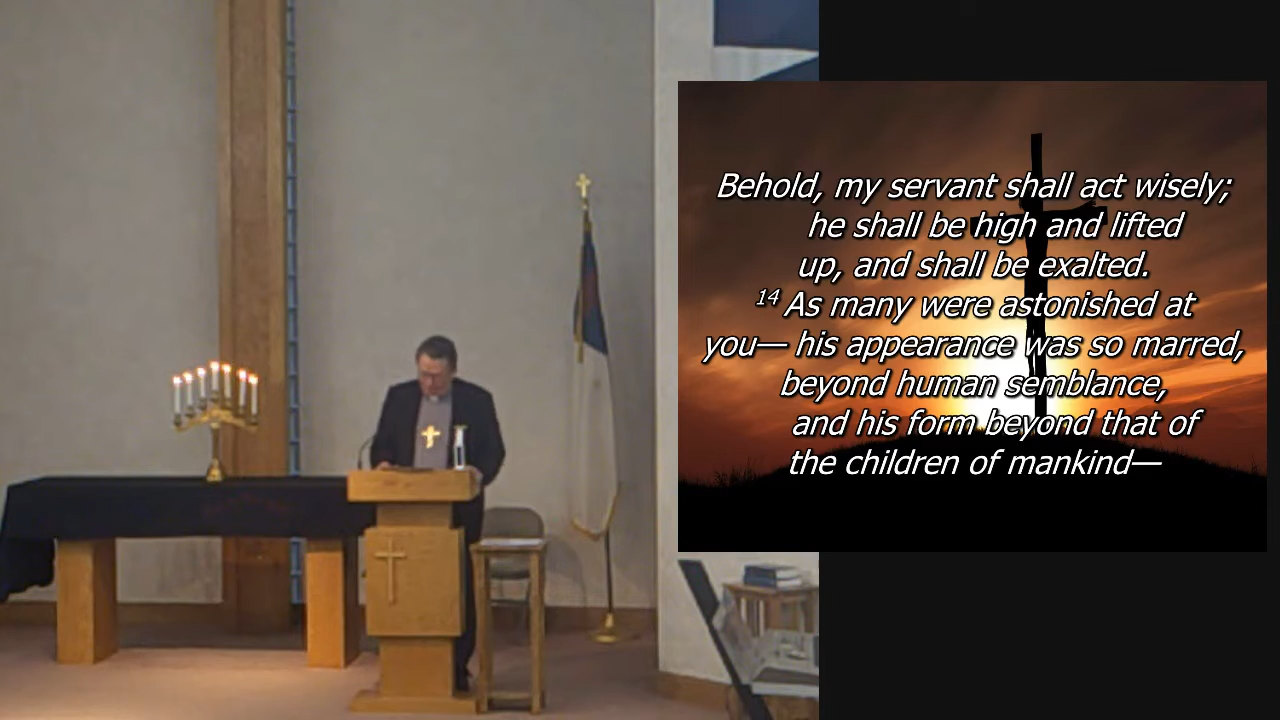 Behold, my servant shall act wisely;
he shall be high and lifted
up, and shall be exalted.
14 As many were astonished at
you— his appearance was so marred,
beyond human semblance,
and his form beyond that of
the children of mankind—